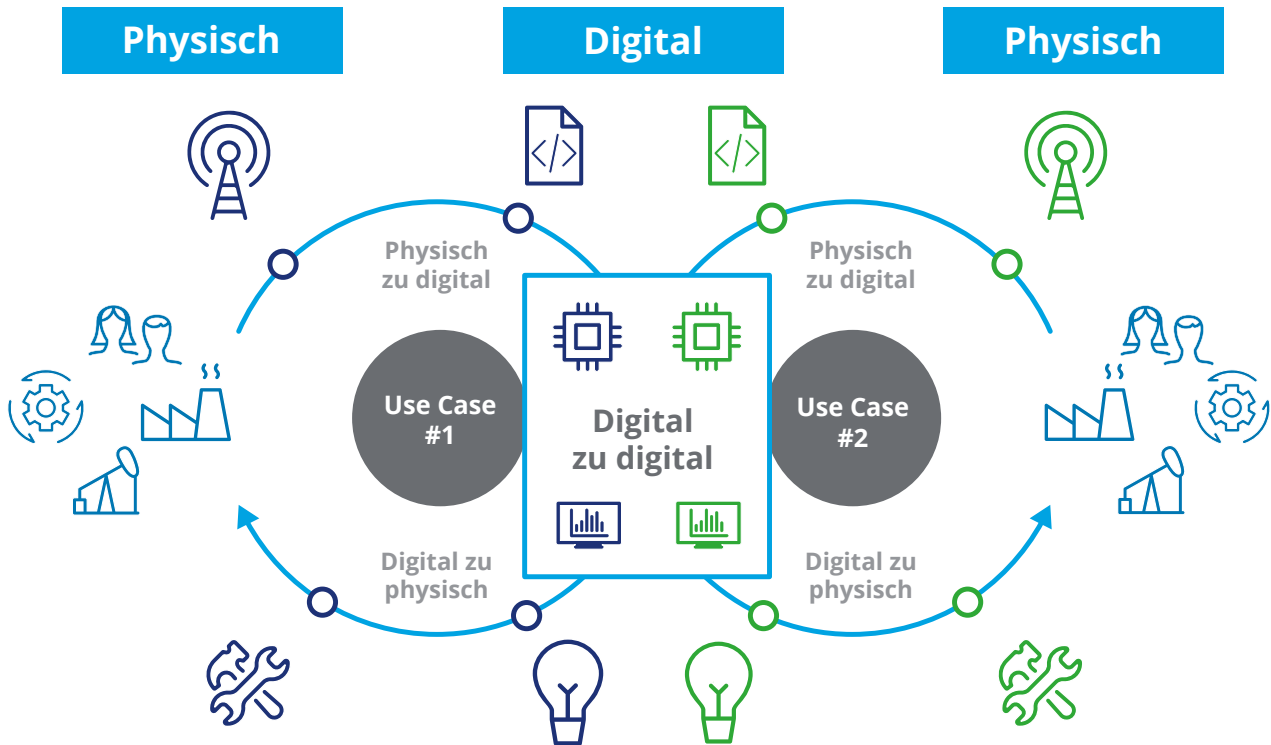 Physisch
Digital
Physisch
Physisch
zu digital
Physisch
zu digital
Use Case
#1
Digital
zu digital
Use Case
#2
Digital zu
physisch
Digital zu
physisch